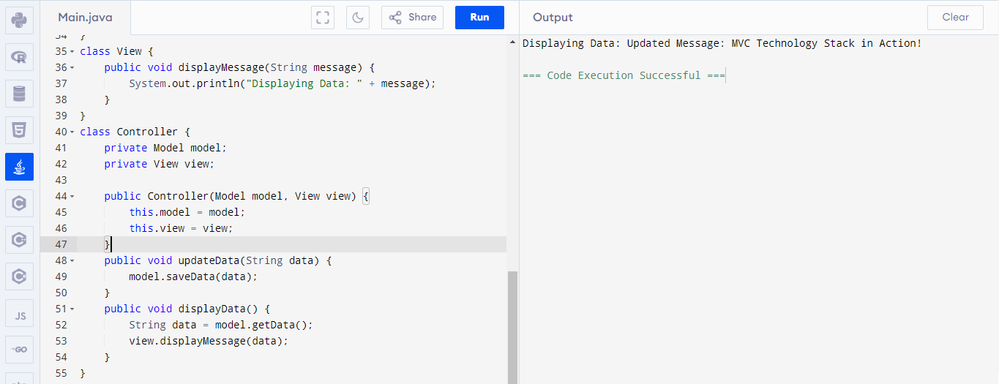 Main.java
Share
Run
Output
Clear
34 }
35 class View {
36 public void displayMessage(String message) {
37 System.out.println("Displaying Data: " + message);
38 }
39 }
40 class Controller {
41 private Model model;
42 private View view;
43
44 public Controller(Model model, View view) {
45 this.model = model;
46 this.view = view;
47 }
48 public void updateData(String data) {
49 model.saveData(data);
50 }
51 public void displayData() {
52 String data = model.getData();
53 view.displayMessage(data);
54 }
55 }
Displaying Data: Updated Message: MVC Technology Stack in Action!
=== Code Execution Successful ===
R
5
C
C
C
JS
GO